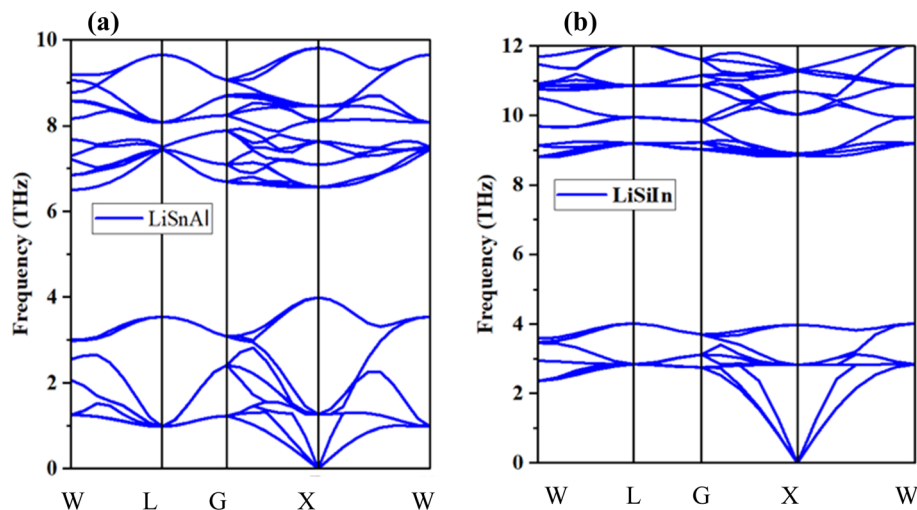 (a)
10
8
6
4
2
0
Frequency (THz)
LiSnAl
W L G X W
(b)
12
10
8
6
4
2
0
Frequency (THz)
LiSiIn
W L G X W